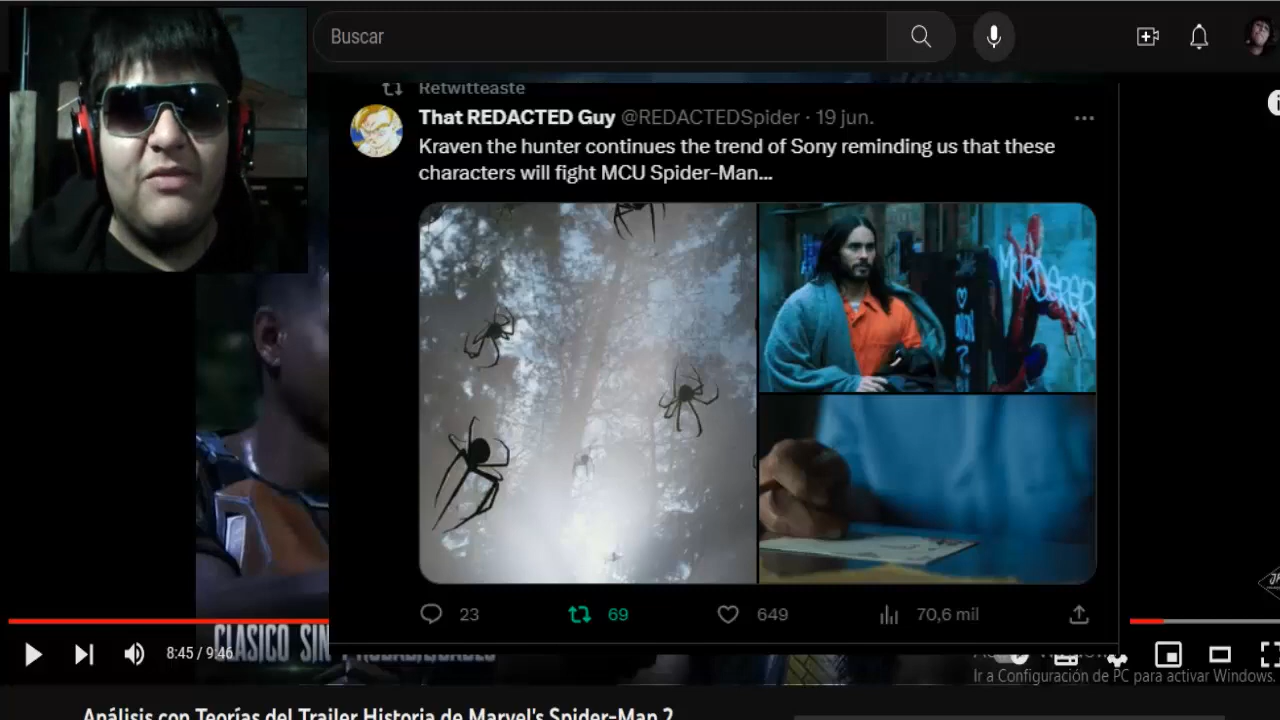 Buscar
Retwitteaste
That REDACTED Guy @REDACTEDSpider · 19 jun.
Kraven the hunter continues the trend of Sony reminding us that these
characters will fight MCU Spider-Man...
MURDERER
23 69 649 70,6 mil
CLASICO SIN
8:45 / 9:46
Ir a Configuración de PC para activar Windows.
Análisis con Teorías del Trailer Historia de Marvel's Spider-Man 2